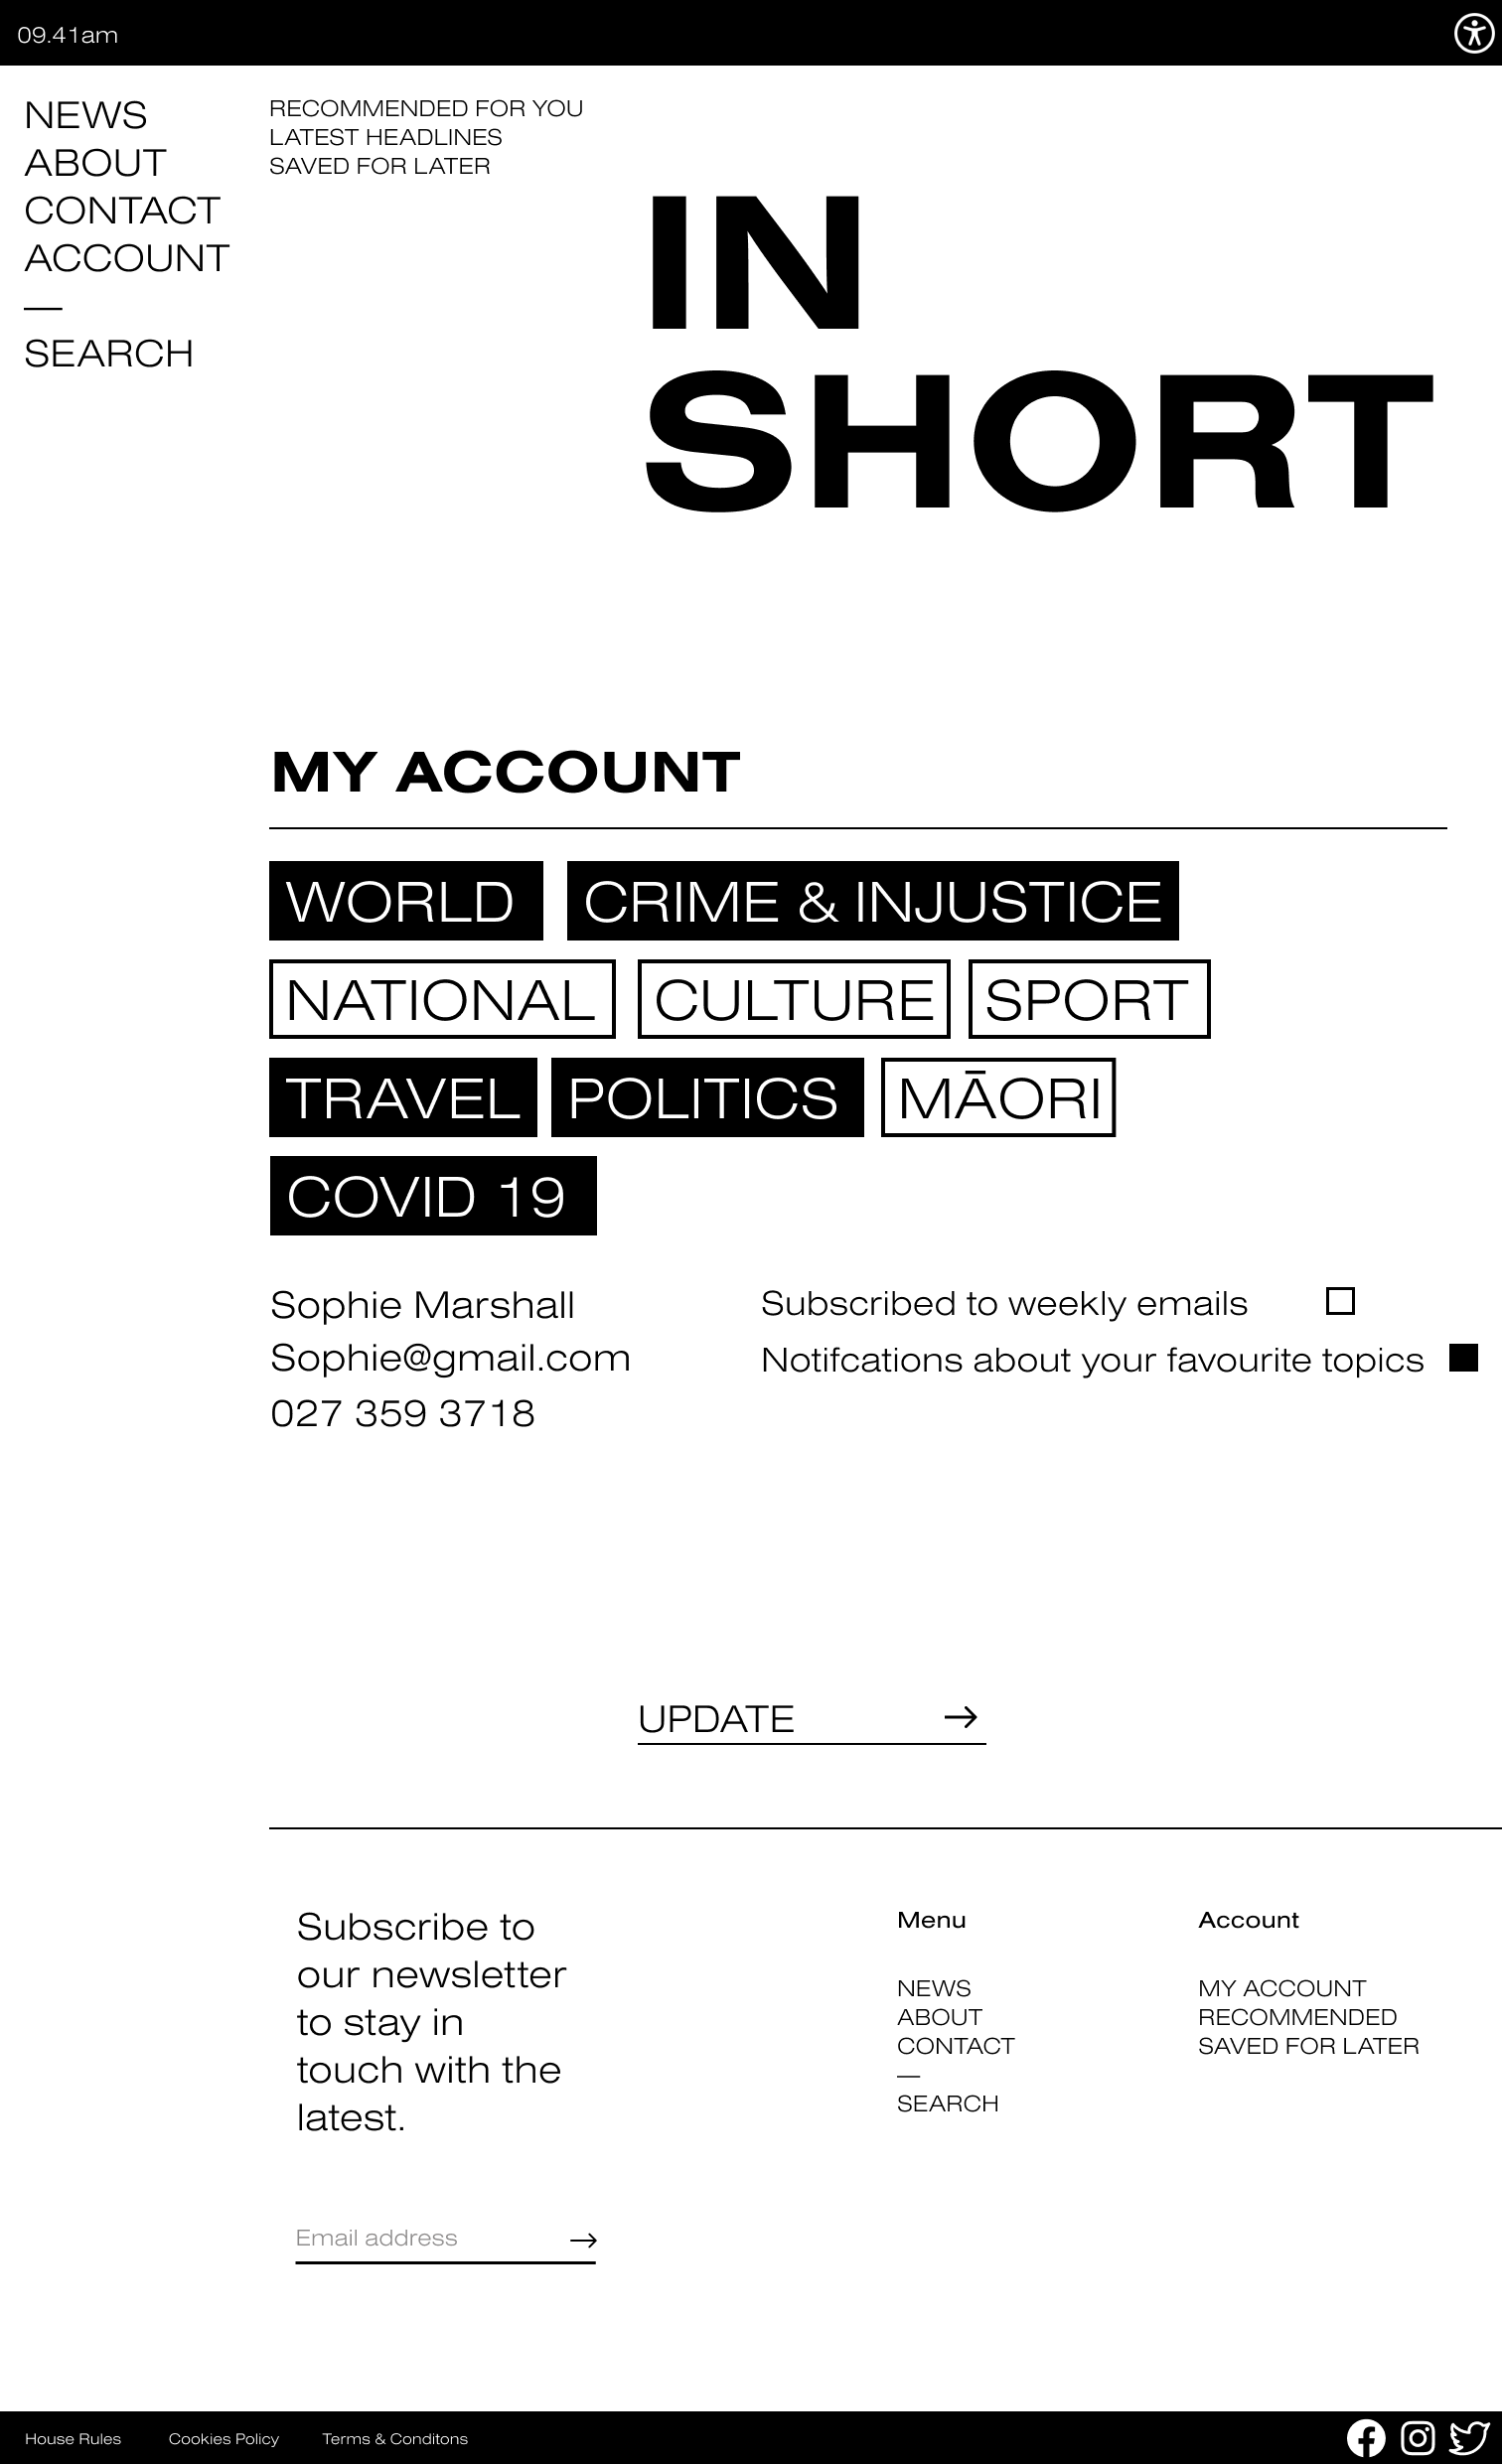 09.41am
NEWS
ABOUT
CONTACT
ACCOUNT
—
SEARCH
RECOMMENDED FOR YOU
LATEST HEADLINES
SAVED FOR LATER
IN
SHORT
MY ACCOUNT
WORLD CRIME & INJUSTICE
NATIONAL CULTURE SPORT
TRAVEL POLITICS MĀORI
COVID 19
Sophie Marshall
Sophie@gmail.com
027 359 3718
Subscribed to weekly emails
Notifcations about your favourite topics
UPDATE →
Subscribe to
our newsletter
to stay in
touch with the
latest.
Email address →
Menu
NEWS
ABOUT
CONTACT
—
SEARCH
Account
MY ACCOUNT
RECOMMENDED
SAVED FOR LATER
House Rules Cookies Policy Terms & Conditons